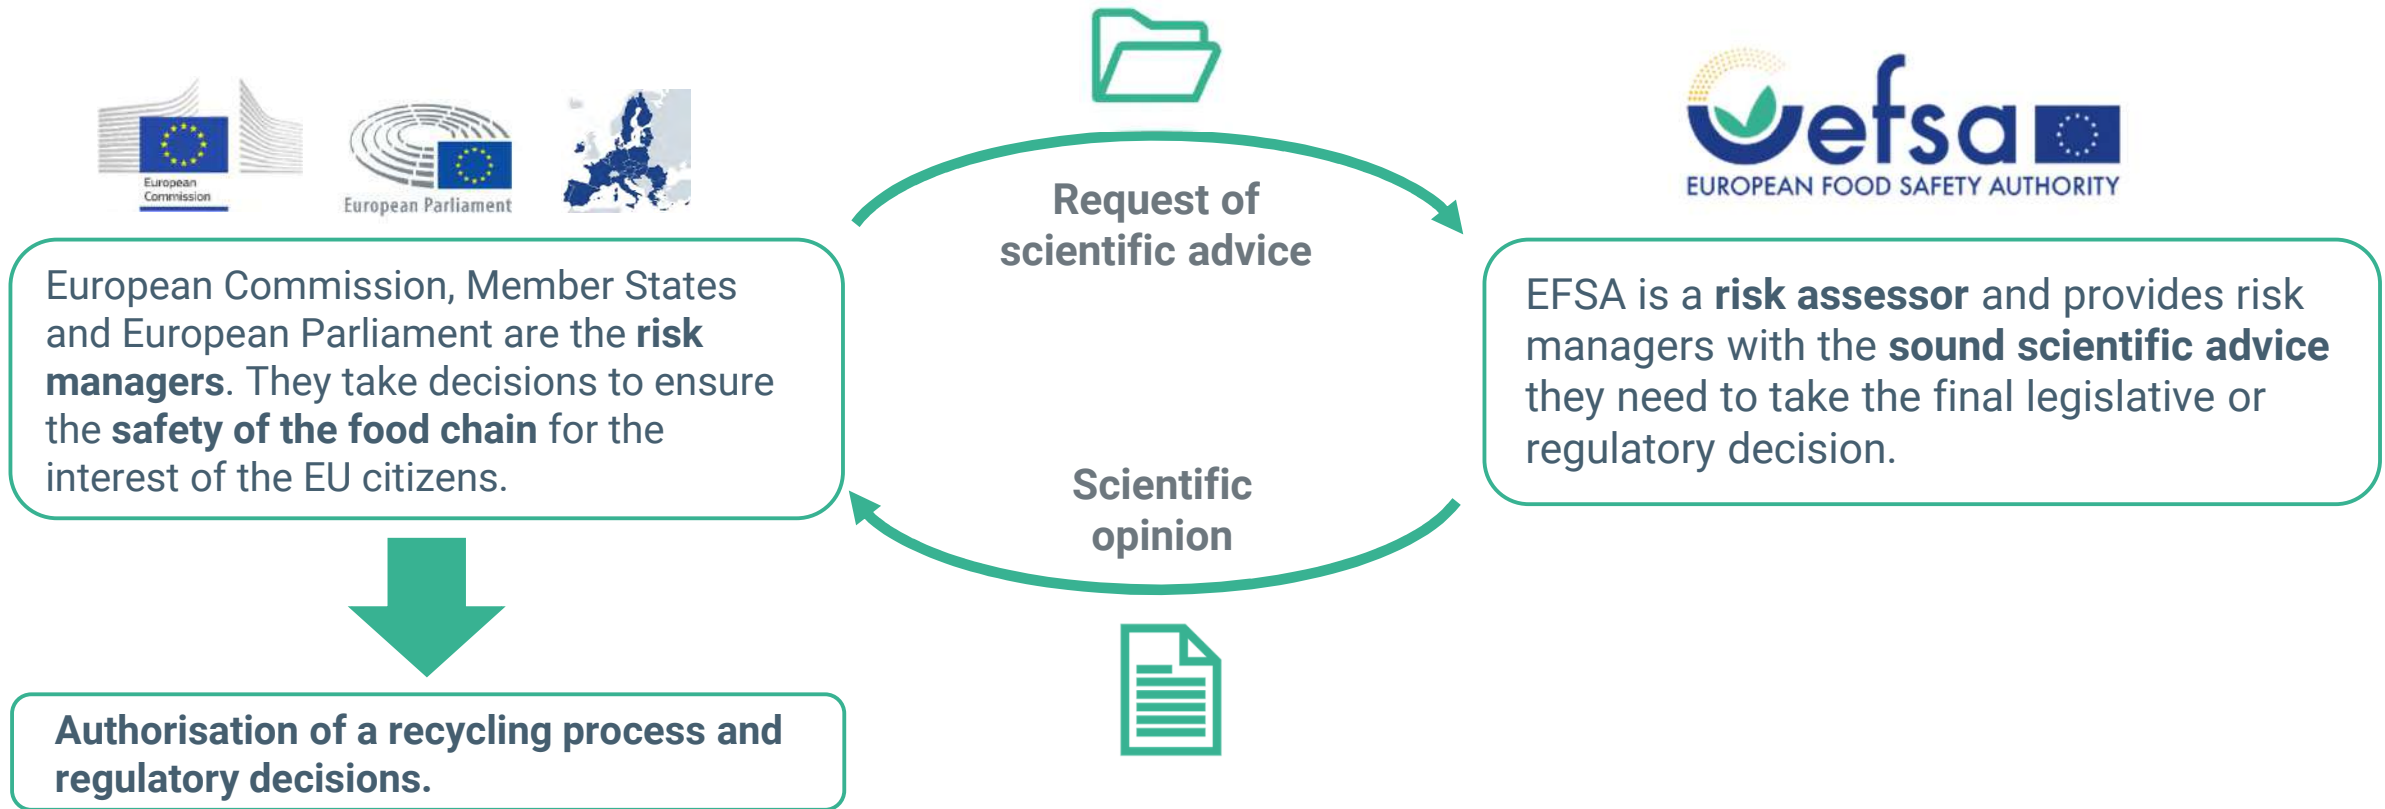 European
Commission
European Parliament
efsa
EUROPEAN FOOD SAFETY AUTHORITY
Request of
scientific advice
European Commission, Member States
and European Parliament are the risk
managers. They take decisions to ensure
the safety of the food chain for the
interest of the EU citizens.
EFSA is a risk assessor and provides risk
managers with the sound scientific advice
they need to take the final legislative or
regulatory decision.
Scientific
opinion
Authorisation of a recycling process and
regulatory decisions.